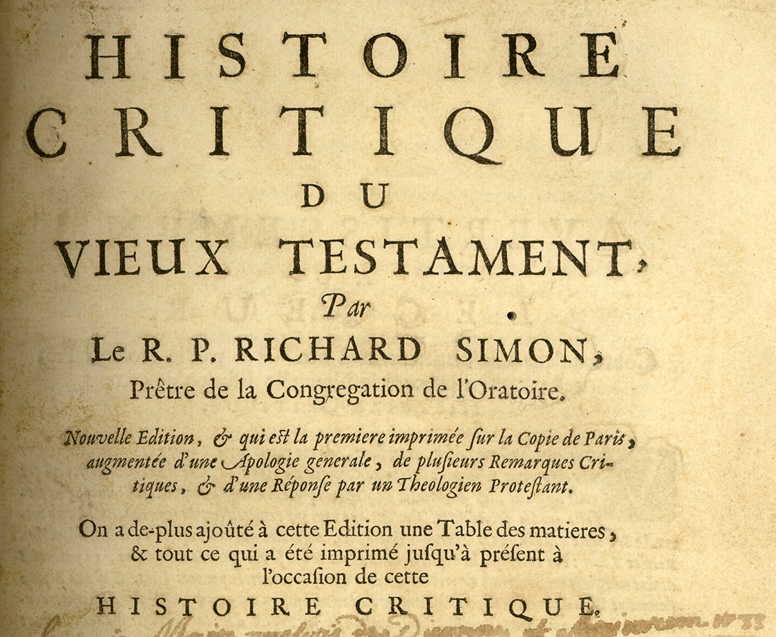 HISTOIRE
CRITIQUE
DU
VIEUX TESTAMENT,
Par
Le R. P. RICHARD SIMON,
Prêtre de la Congregation de l'Oratoire.
Nouvelle Edition, & qui eſt la premiere imprimée ſur la Copie de Paris,
augmentée d'une Apologie generale, de pluſieurs Remarques Cri-
tiques, & d'une Réponſe par un Theologien Proteſtant.
On a de-plus ajoûté à cette Edition une Table des matieres,
& tout ce qui a été imprimé juſqu'à préſent à
l'occaſion de cette
HISTOIRE CRITIQUE.